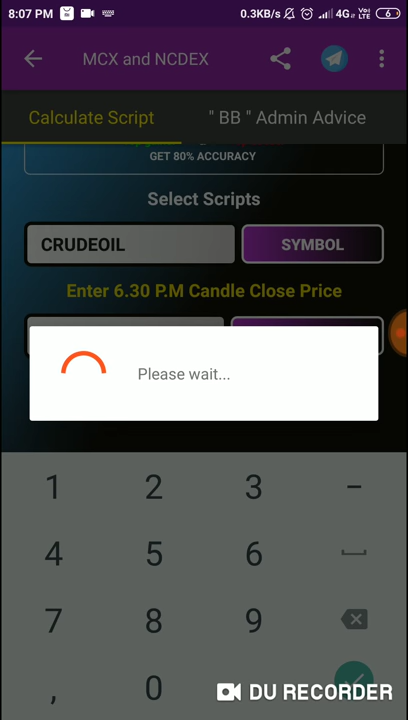 8:07 PM 0.3KB/s 4G Vo LTE 6
MCX and NCDEX
Calculate Script " BB " Admin Advice
GET 80% ACCURACY
Select Scripts
CRUDEOIL SYMBOL
Enter 6.30 P.M Candle Close Price
Please wait...
1 2 3 -
4 5 6
7 8 9
, 0
DU RECORDER